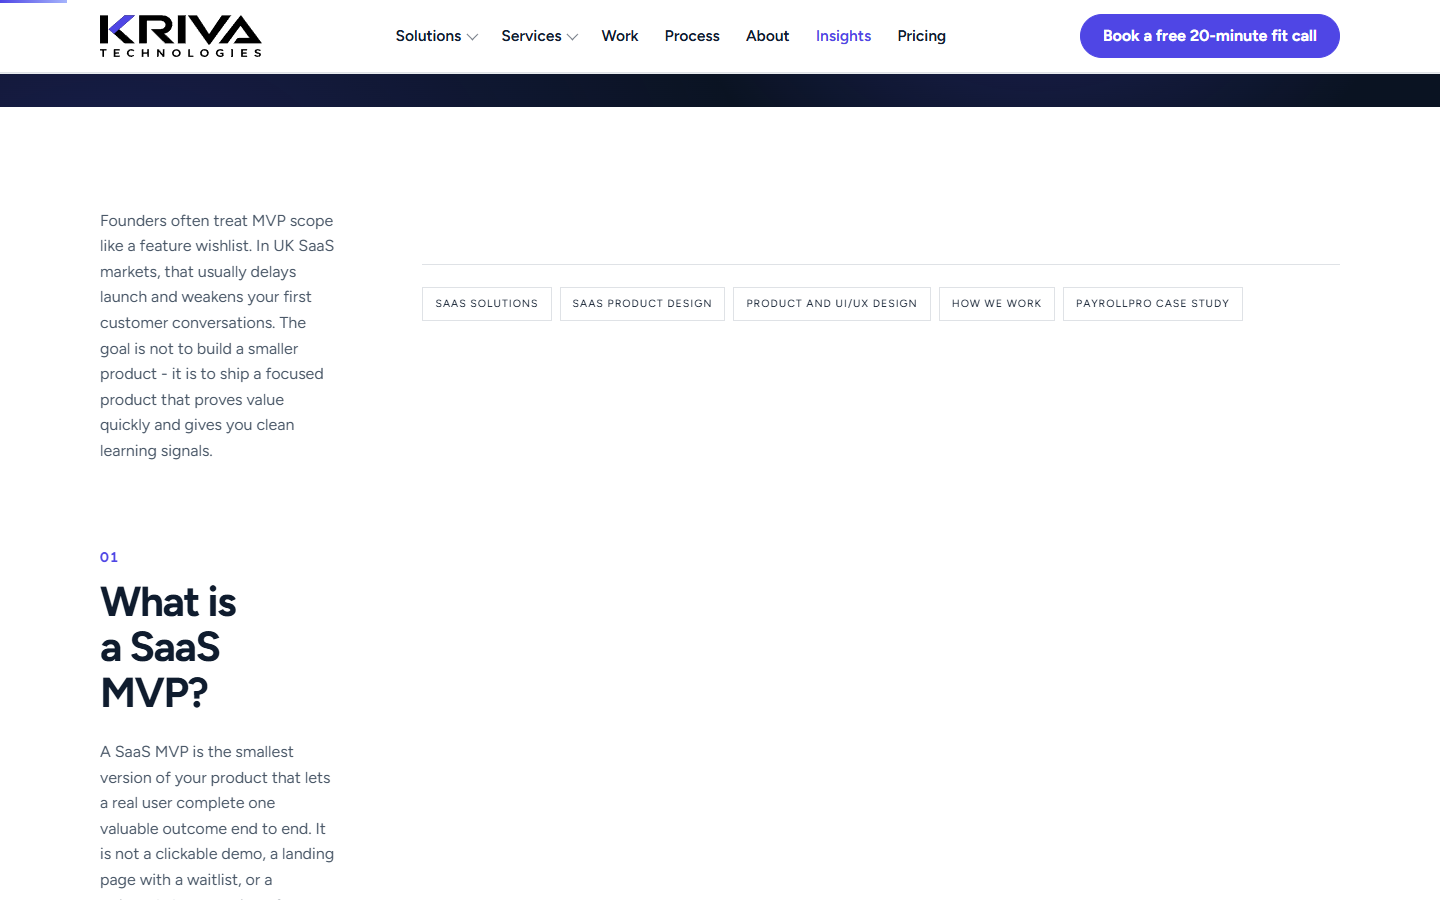 KRIVA
TECHNOLOGIES
Solutions
Services
Work
Process
About
Insights
Pricing
Book a free 20-minute fit call
Founders often treat MVP scope
like a feature wishlist. In UK SaaS
markets, that usually delays
launch and weakens your first
customer conversations. The
goal is not to build a smaller
product - it is to ship a focused
product that proves value
quickly and gives you clean
learning signals.
SAAS SOLUTIONS
SAAS PRODUCT DESIGN
PRODUCT AND UI/UX DESIGN
HOW WE WORK
PAYROLLPRO CASE STUDY
01
What is
a SaaS
MVP?
A SaaS MVP is the smallest
version of your product that lets
a real user complete one
valuable outcome end to end. It
is not a clickable demo, a landing
page with a waitlist, or a